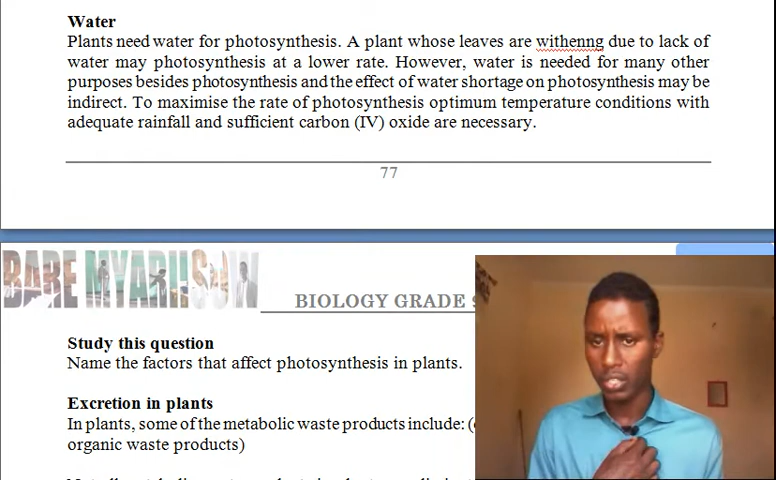 Water
Plants need water for photosynthesis. A plant whose leaves are withenng due to lack of
water may photosynthesis at a lower rate. However, water is needed for many other
purposes besides photosynthesis and the effect of water shortage on photosynthesis may be
indirect. To maximise the rate of photosynthesis optimum temperature conditions with
adequate rainfall and sufficient carbon (IV) oxide are necessary.
77
BARE MYARHSOW
BIOLOGY GRADE
Study this question
Name the factors that affect photosynthesis in plants.
Excretion in plants
In plants, some of the metabolic waste products include: (
organic waste products)